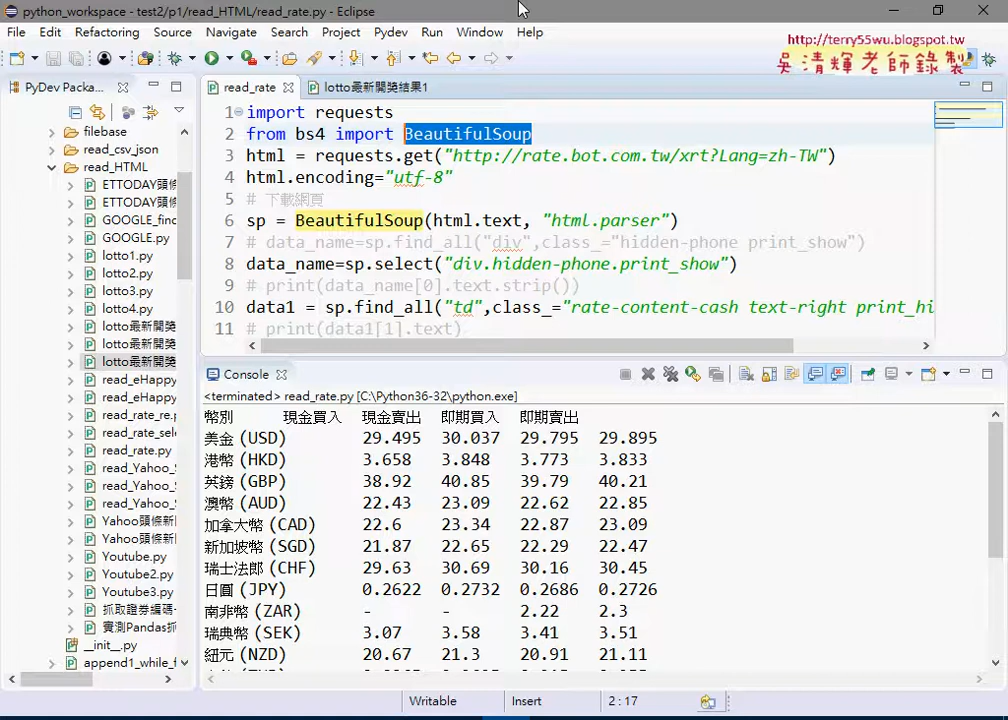 python_workspace - test2/p1/read_HTML/read_rate.py - Eclipse
File Edit Refactoring Source Navigate Search Project Pydev Run Window Help
http://terry55wu.blogspot.tw
吳清輝老師錄製
PyDev Packa...
read_rate
lotto最新開獎結果1
filebase
read_csv_json
read_HTML
ETTODAY頭條
ETTODAY頭條
GOOGLE_finc
GOOGLE.py
lotto1.py
lotto2.py
lotto3.py
lotto4.py
lotto最新開獎
lotto最新開獎
lotto最新開獎
read_eHappy
read_eHappy
read_rate_re.p
read_rate_sele
read_rate.py
read_Yahoo_S
read_Yahoo_S
read_Yahoo_S
Yahoo頭條新
Yahoo頭條新
Youtube.py
Youtube2.py
Youtube3.py
抓取證券編碼
實測Pandas抓
__init__.py
append1_while_f
1 import requests
2 from bs4 import BeautifulSoup
3 html = requests.get("http://rate.bot.com.tw/xrt?Lang=zh-TW")
4 html.encoding="utf-8"
5 # 下載網頁
6 sp = BeautifulSoup(html.text, "html.parser")
7 # data_name=sp.find_all("div",class_="hidden-phone print_show")
8 data_name=sp.select("div.hidden-phone.print_show")
9 # print(data_name[0].text.strip())
10 data1 = sp.find_all("td",class_="rate-content-cash text-right print_hi
11 # print(data1[1].text)
Console
<terminated> read_rate.py [C:\Python36-32\python.exe]
幣別 現金買入 現金賣出 即期買入 即期賣出
美金 (USD) 29.495 30.037 29.795 29.895
港幣 (HKD) 3.658 3.848 3.773 3.833
英鎊 (GBP) 38.92 40.85 39.79 40.21
澳幣 (AUD) 22.43 23.09 22.62 22.85
加拿大幣 (CAD) 22.6 23.34 22.87 23.09
新加坡幣 (SGD) 21.87 22.65 22.29 22.47
瑞士法郎 (CHF) 29.63 30.69 30.16 30.45
日圓 (JPY) 0.2622 0.2732 0.2686 0.2726
南非幣 (ZAR) - - 2.22 2.3
瑞典幣 (SEK) 3.07 3.58 3.41 3.51
紐元 (NZD) 20.67 21.3 20.91 21.11
Writable Insert 2 : 17